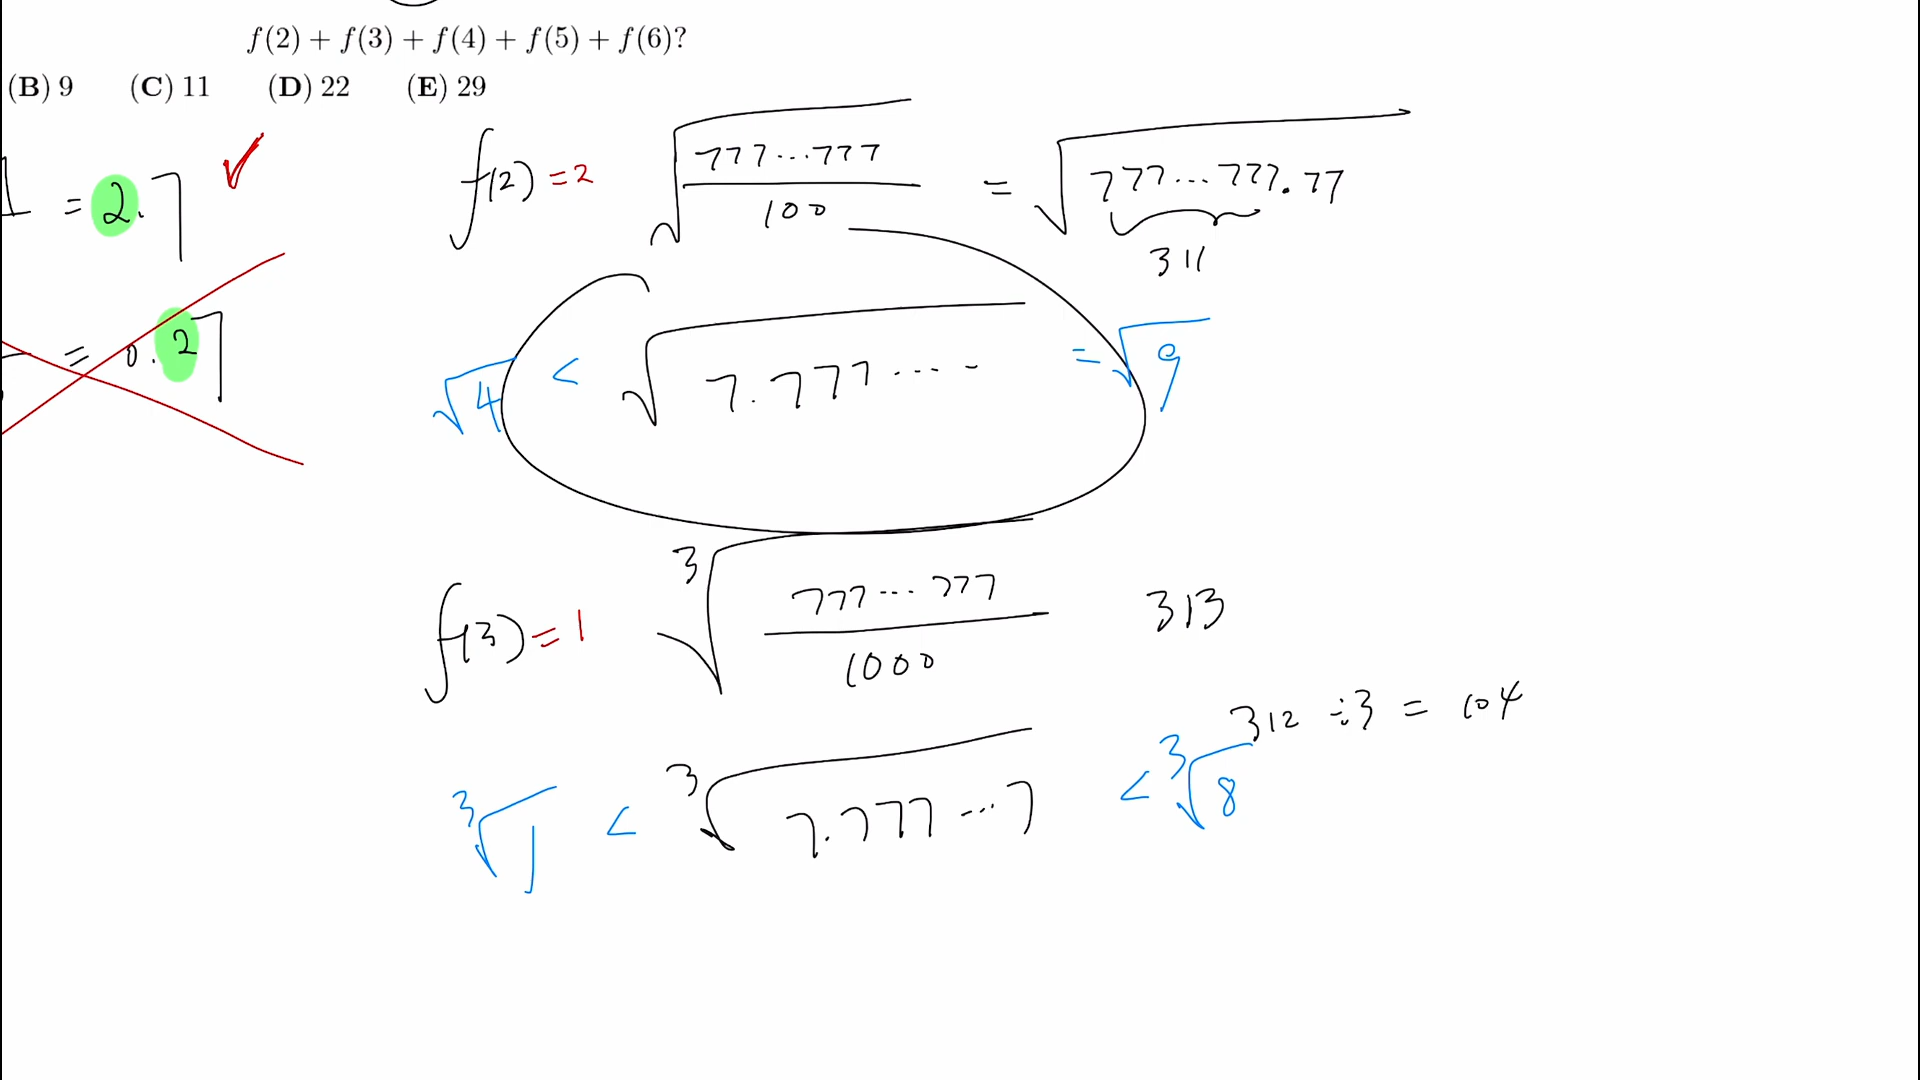 f(2) + f(3) + f(4) + f(5) + f(6)?
(B) 9 (C) 11 (D) 22 (E) 29
= 2.7 ✓
= 0.27
f(2) = 2 √(777...777 / 100) = √(777...777.77)
311
√4 < √(7.777....-) = √9
f(3) = 1 ∛(777...777 / 1000) 313
312 ÷ 3 = 104
∛1 < ∛(7.777...7) < ∛8